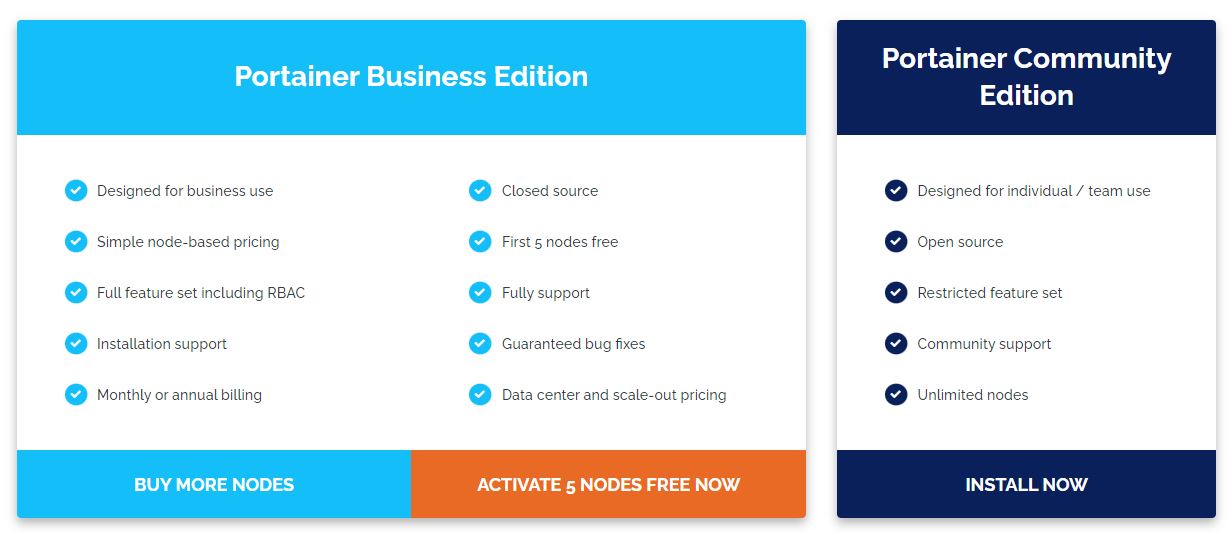 Portainer Business Edition
Designed for business use
Simple node-based pricing
Full feature set including RBAC
Installation support
Monthly or annual billing
Closed source
First 5 nodes free
Fully support
Guaranteed bug fixes
Data center and scale-out pricing
BUY MORE NODES
ACTIVATE 5 NODES FREE NOW
Portainer Community
Edition
Designed for individual / team use
Open source
Restricted feature set
Community support
Unlimited nodes
INSTALL NOW